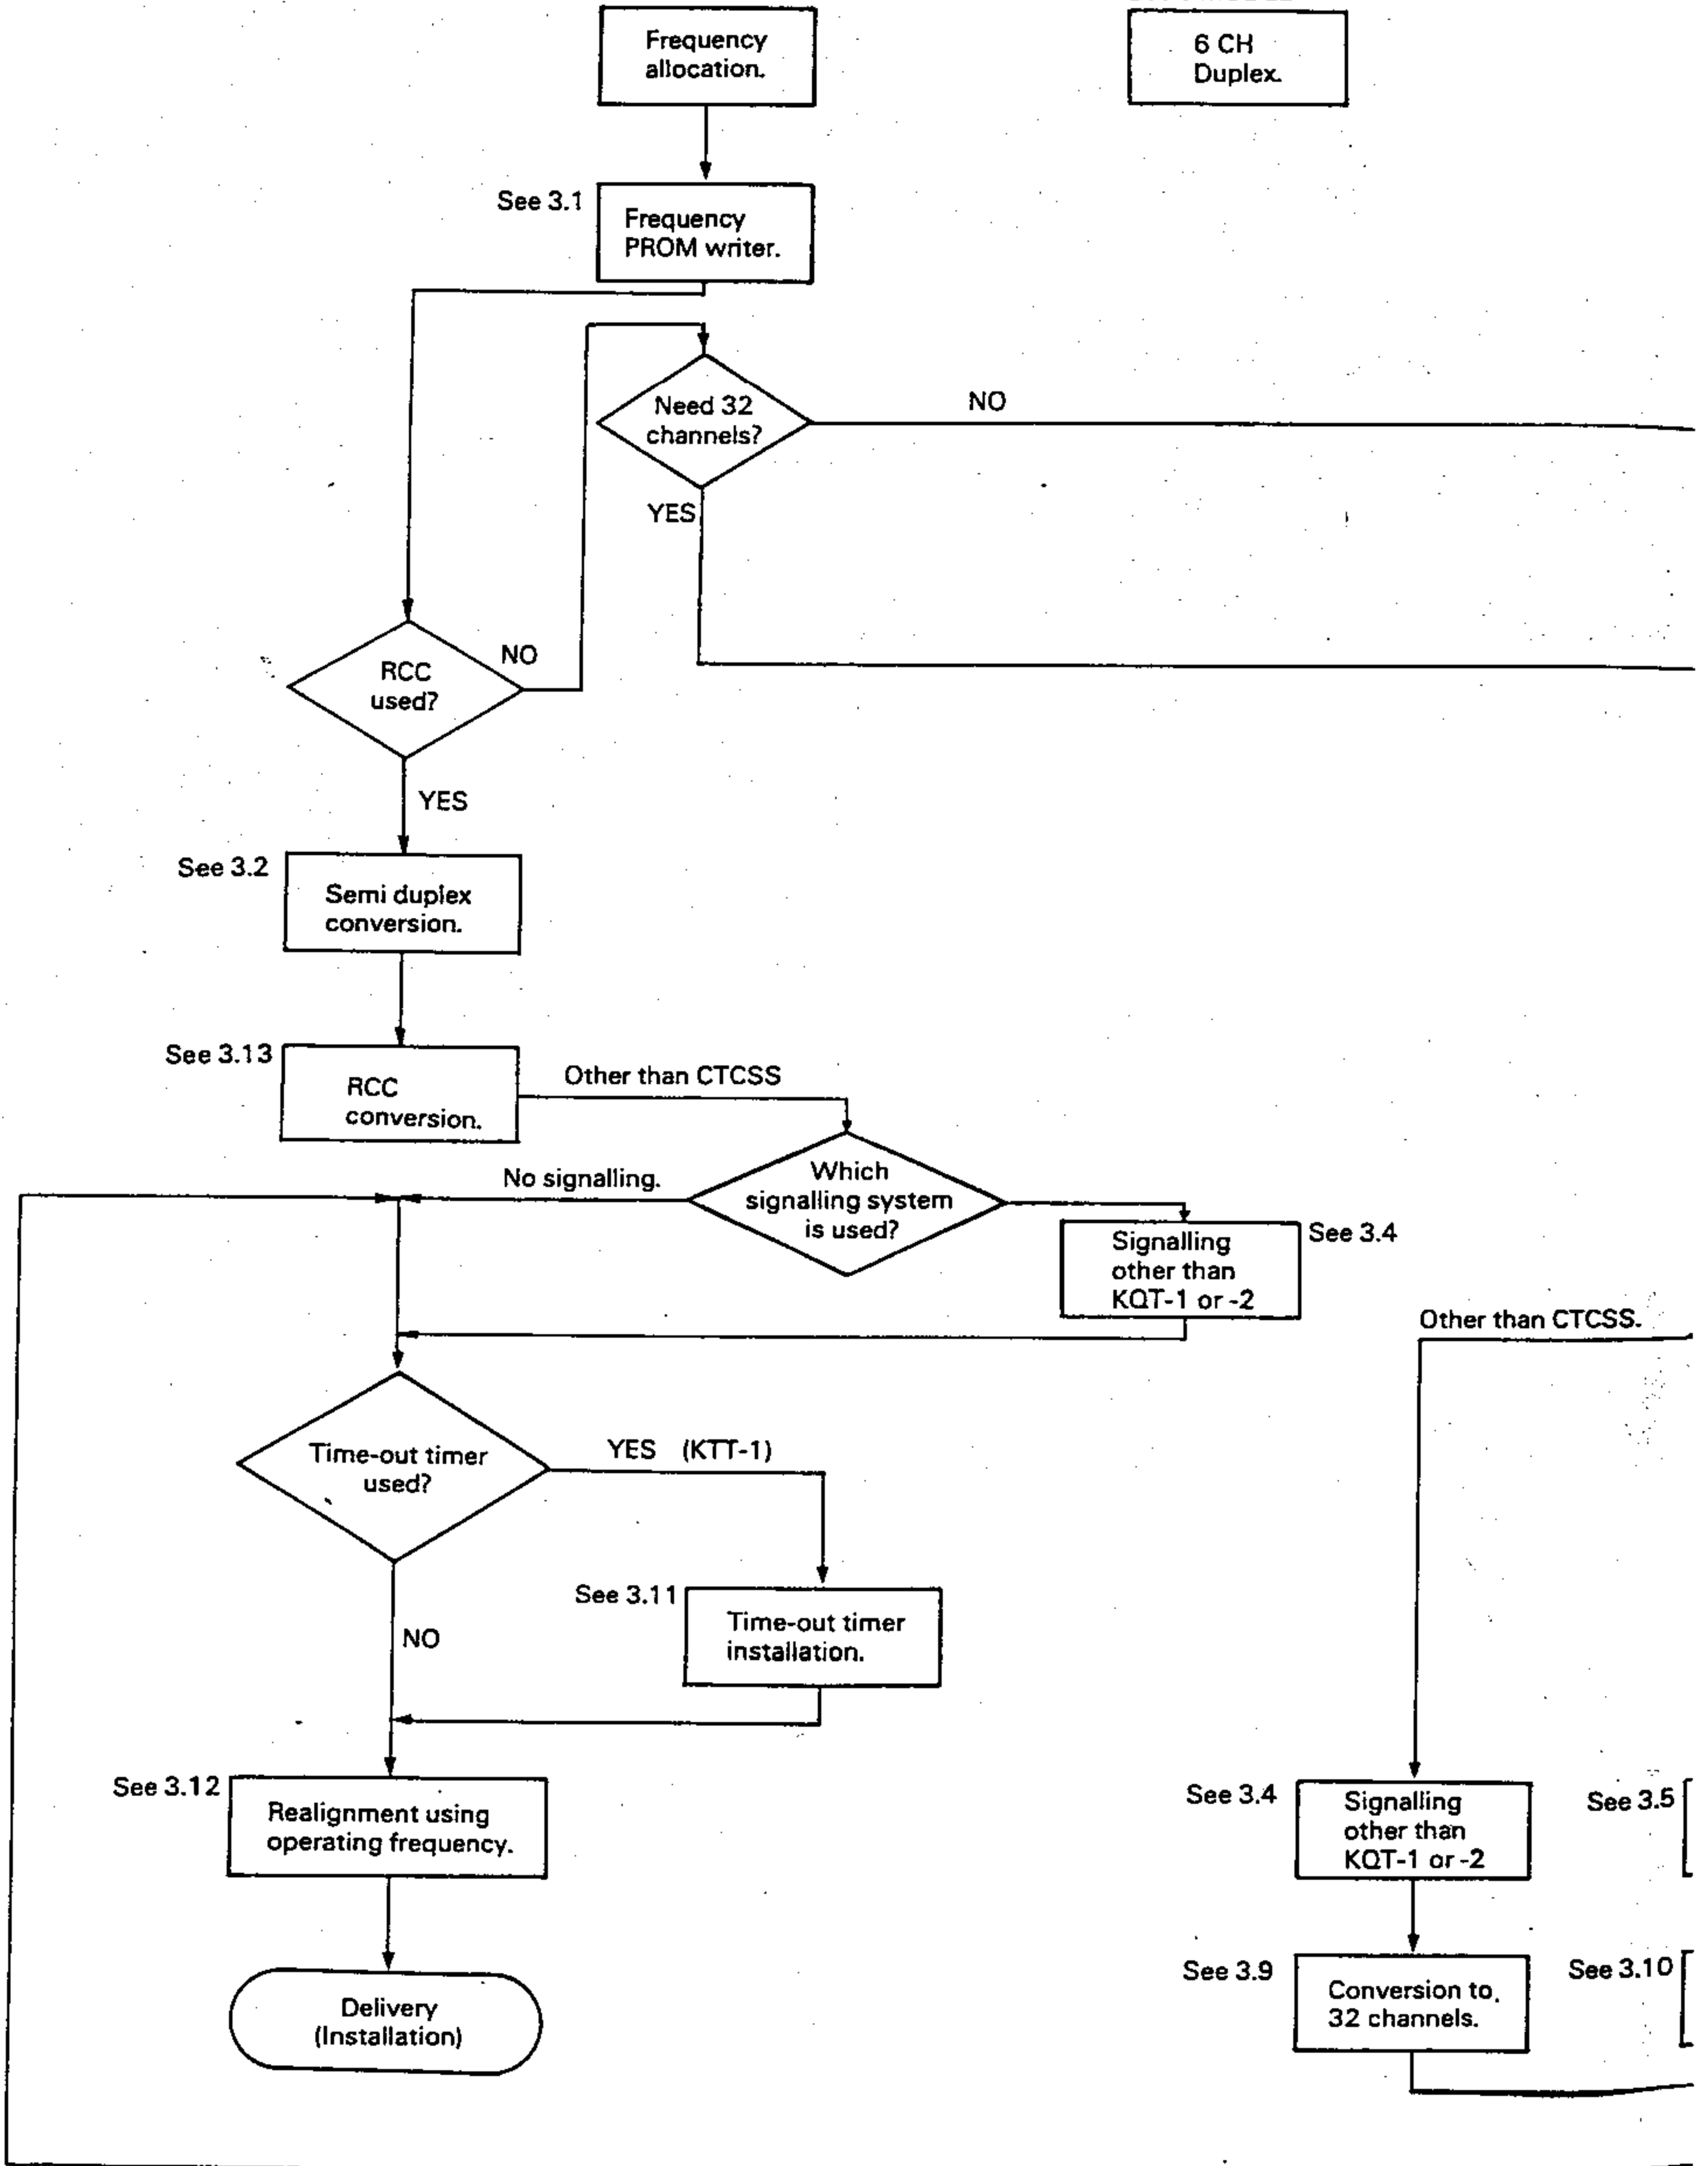 Frequency
allocation.
6 CH
Duplex.
See 3.1
Frequency
PROM writer.
Need 32
channels?
NO
YES
RCC
used?
NO
YES
See 3.2
Semi duplex
conversion.
See 3.13
RCC
conversion.
Other than CTCSS
No signalling.
Which
signalling system
is used?
See 3.4
Signalling
other than
KQT-1 or -2
Other than CTCSS.
Time-out timer
used?
YES (KTT-1)
NO
See 3.11
Time-out timer
installation.
See 3.12
Realignment using
operating frequency.
See 3.4
Signalling
other than
KQT-1 or -2
See 3.5
See 3.9
Conversion to.
32 channels.
See 3.10
Delivery
(Installation)